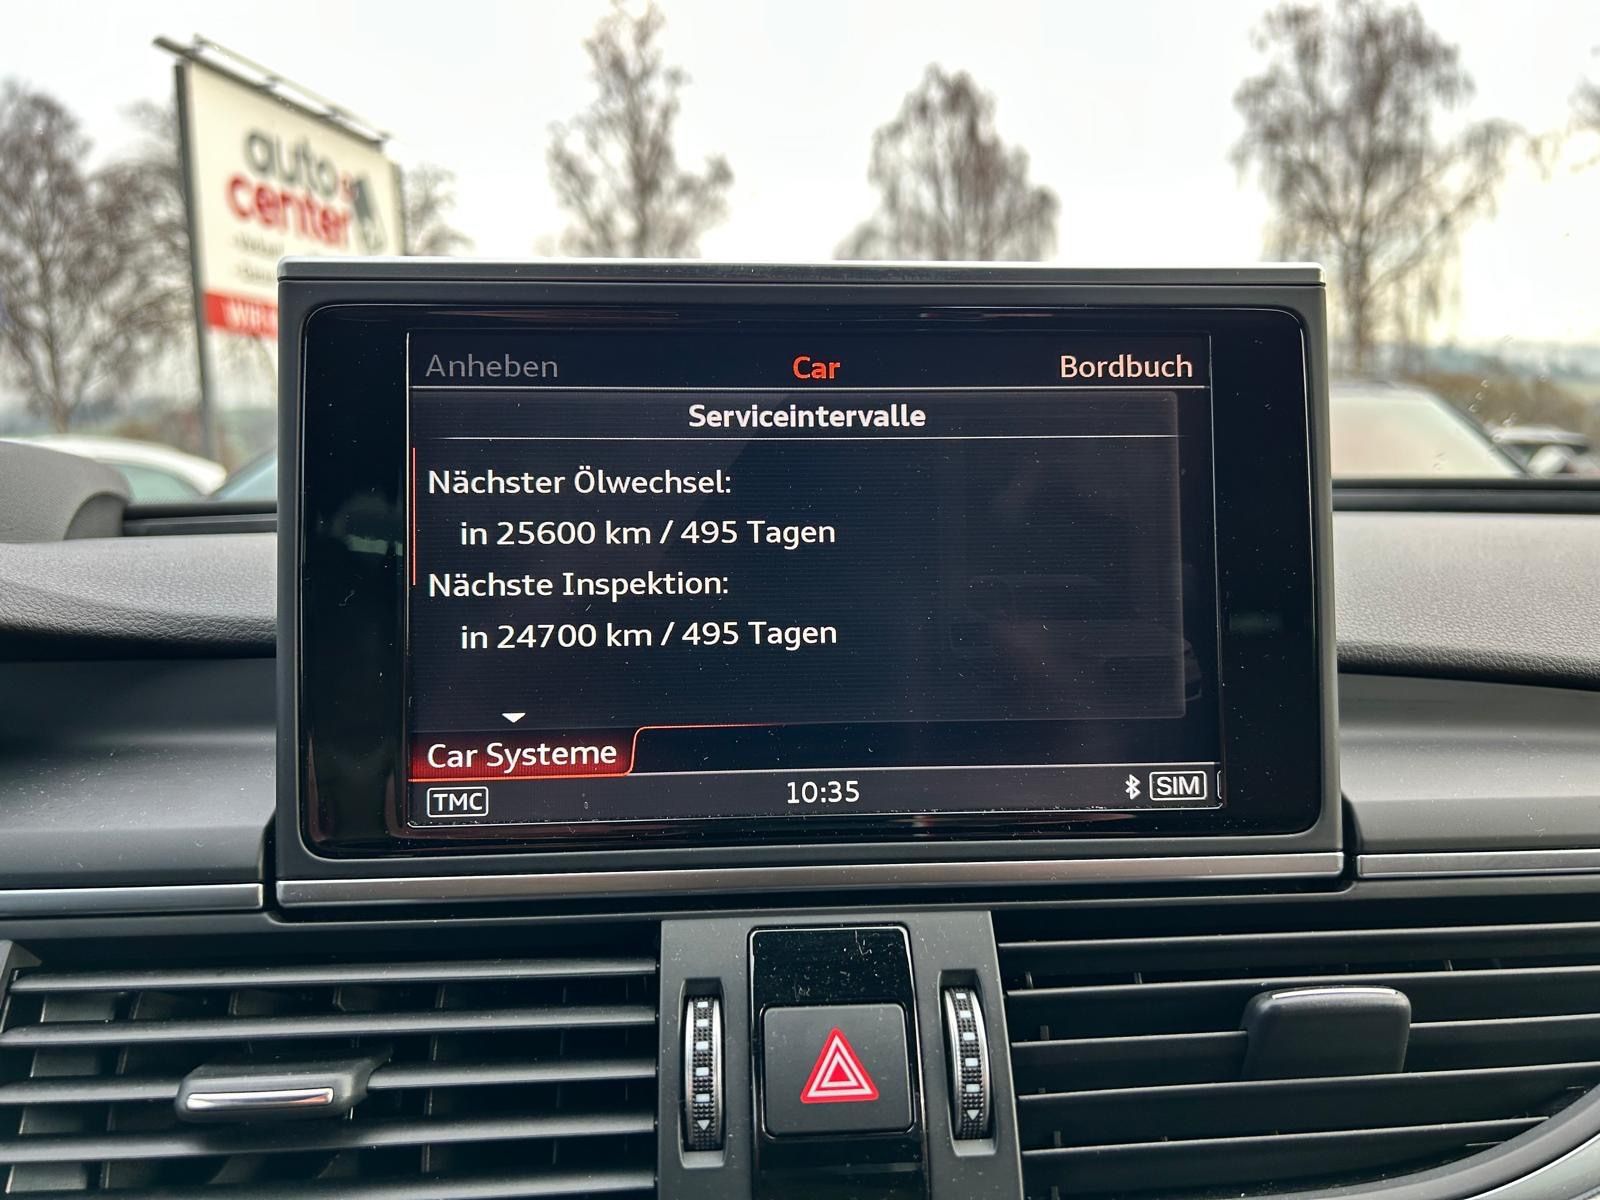 auto
center
Anheben
Car
Bordbuch
Serviceintervalle
Nächster Ölwechsel:
in 25600 km / 495 Tagen
Nächste Inspektion:
in 24700 km / 495 Tagen
Car Systeme
TMC
10:35
SIM